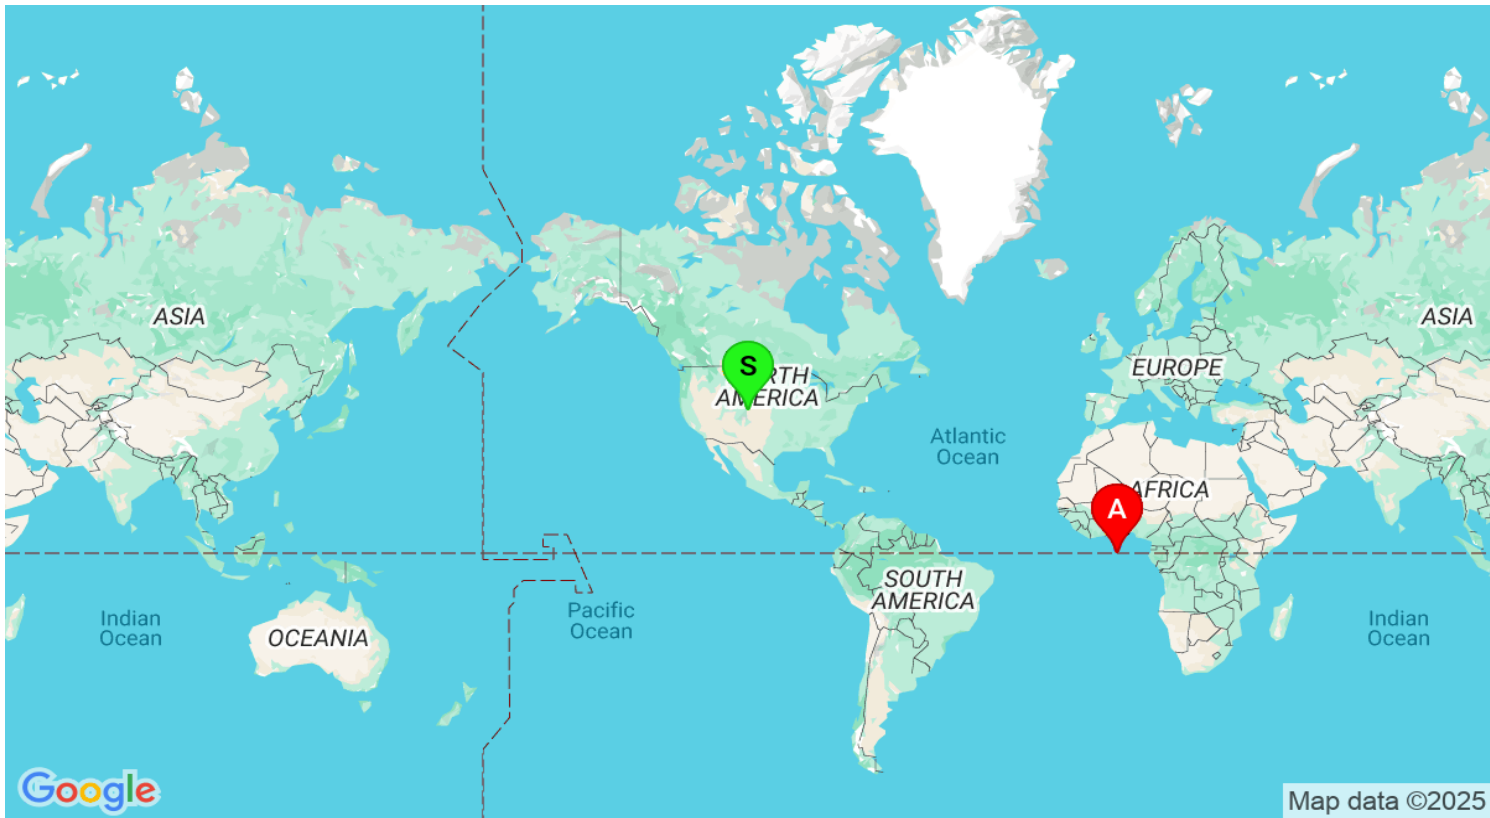 ASIA
ASIA
S
NORTH
AMERICA
EUROPE
Atlantic
Ocean
AFRICA
A
SOUTH
AMERICA
Indian
Ocean
OCEANIA
Pacific
Ocean
Indian
Ocean
Google
Map data ©2025